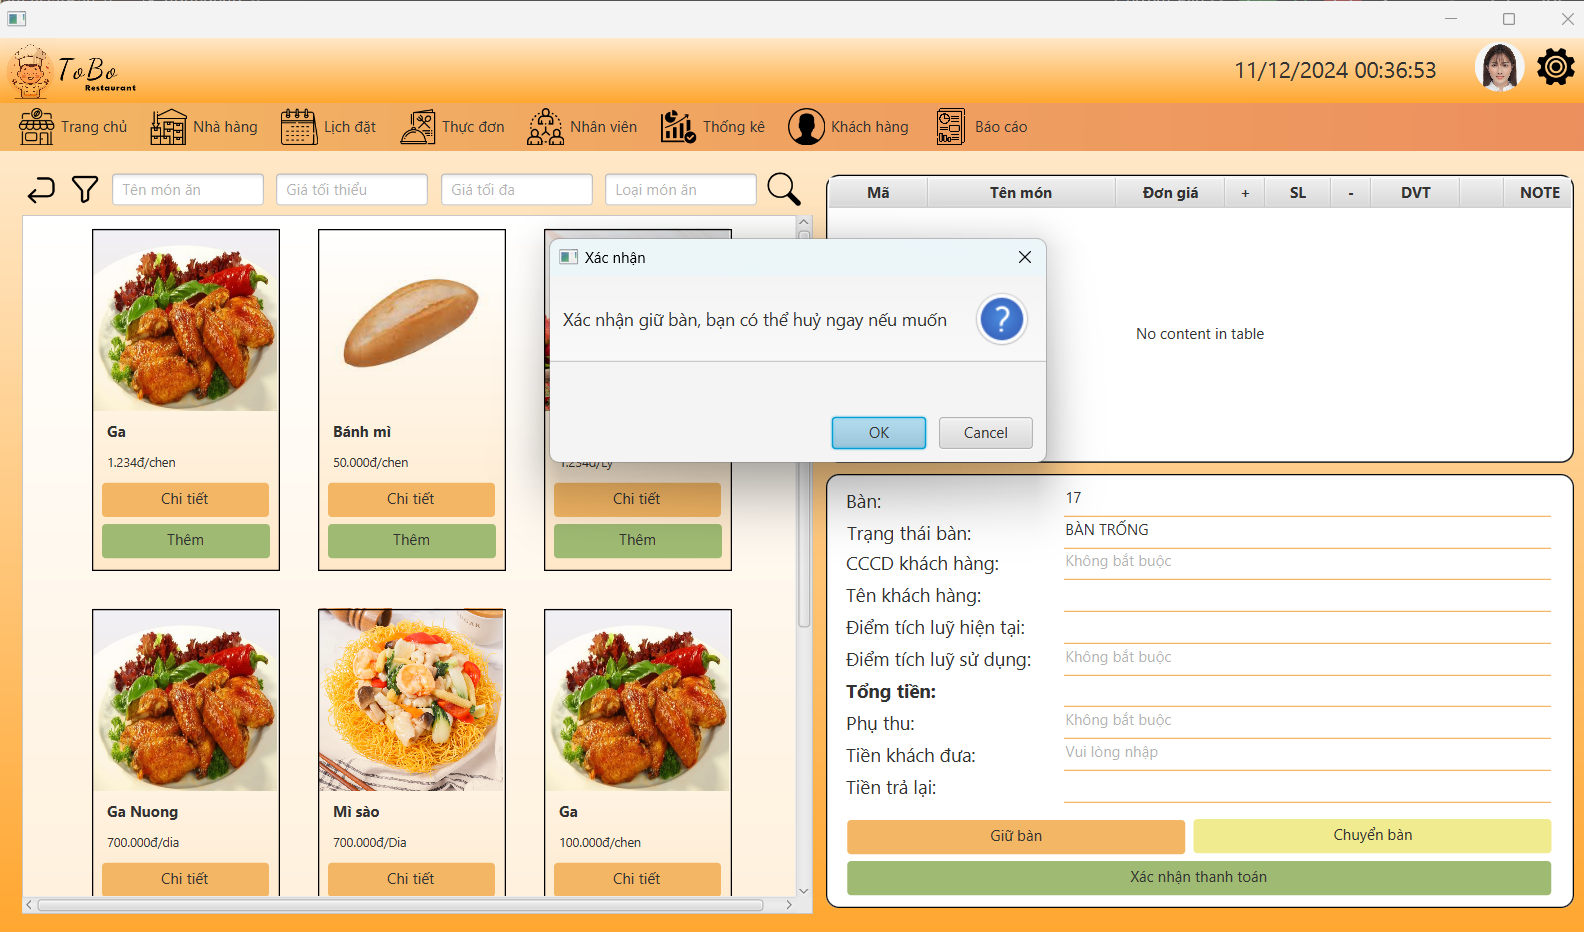 ToBo
Restaurant
11/12/2024 00:36:53
Trang chủ
Nhà hàng
Lịch đặt
Thực đơn
Nhân viên
Thống kê
Khách hàng
Báo cáo
Tên món ăn
Giá tối thiểu
Giá tối đa
Loại món ăn
Mã
Tên món
Đơn giá
+
SL
-
DVT
NOTE
No content in table
Xác nhận
Xác nhận giữ bàn, bạn có thể huỷ ngay nếu muốn
?
OK
Cancel
Ga
1.234đ/chen
Chi tiết
Thêm
Bánh mì
50.000đ/chen
Chi tiết
Thêm
1.234đ/Ly
Chi tiết
Thêm
Ga Nuong
700.000đ/dia
Chi tiết
Mì sào
700.000đ/Dia
Chi tiết
Ga
100.000đ/chen
Chi tiết
Bàn:
17
Trạng thái bàn:
BÀN TRỐNG
CCCD khách hàng:
Không bắt buộc
Tên khách hàng:
Điểm tích luỹ hiện tại:
Điểm tích luỹ sử dụng:
Không bắt buộc
Tổng tiền:
Phụ thu:
Không bắt buộc
Tiền khách đưa:
Vui lòng nhập
Tiền trả lại:
Giữ bàn
Chuyển bàn
Xác nhận thanh toán